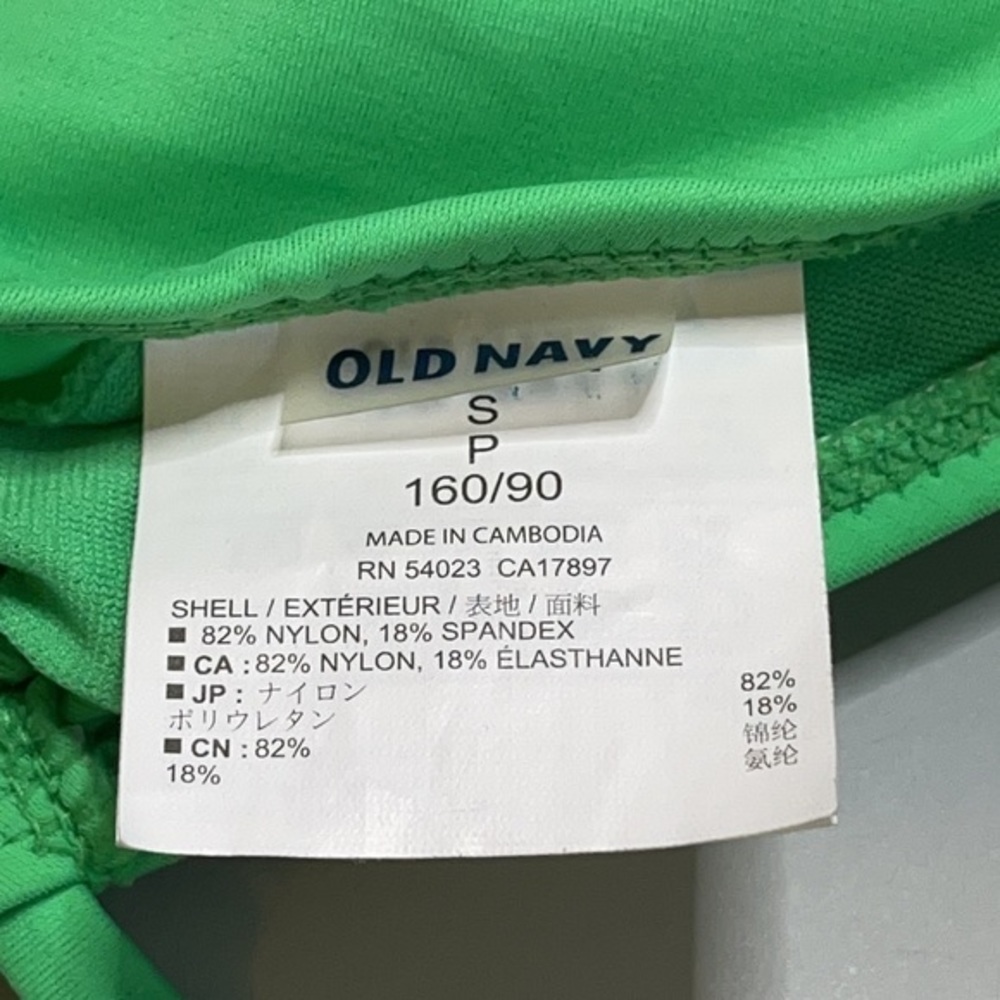 OLD NAVY
S
P
160/90
MADE IN CAMBODIA
RN 54023 CA17897
SHELL / EXTÉRIEUR / 表地 / 面料
■ 82% NYLON, 18% SPANDEX
■ CA : 82% NYLON, 18% ÉLASTHANNE
■ JP : ナイロン 82%
ポリウレタン 18%
■ CN : 82% 锦纶
18% 氨纶